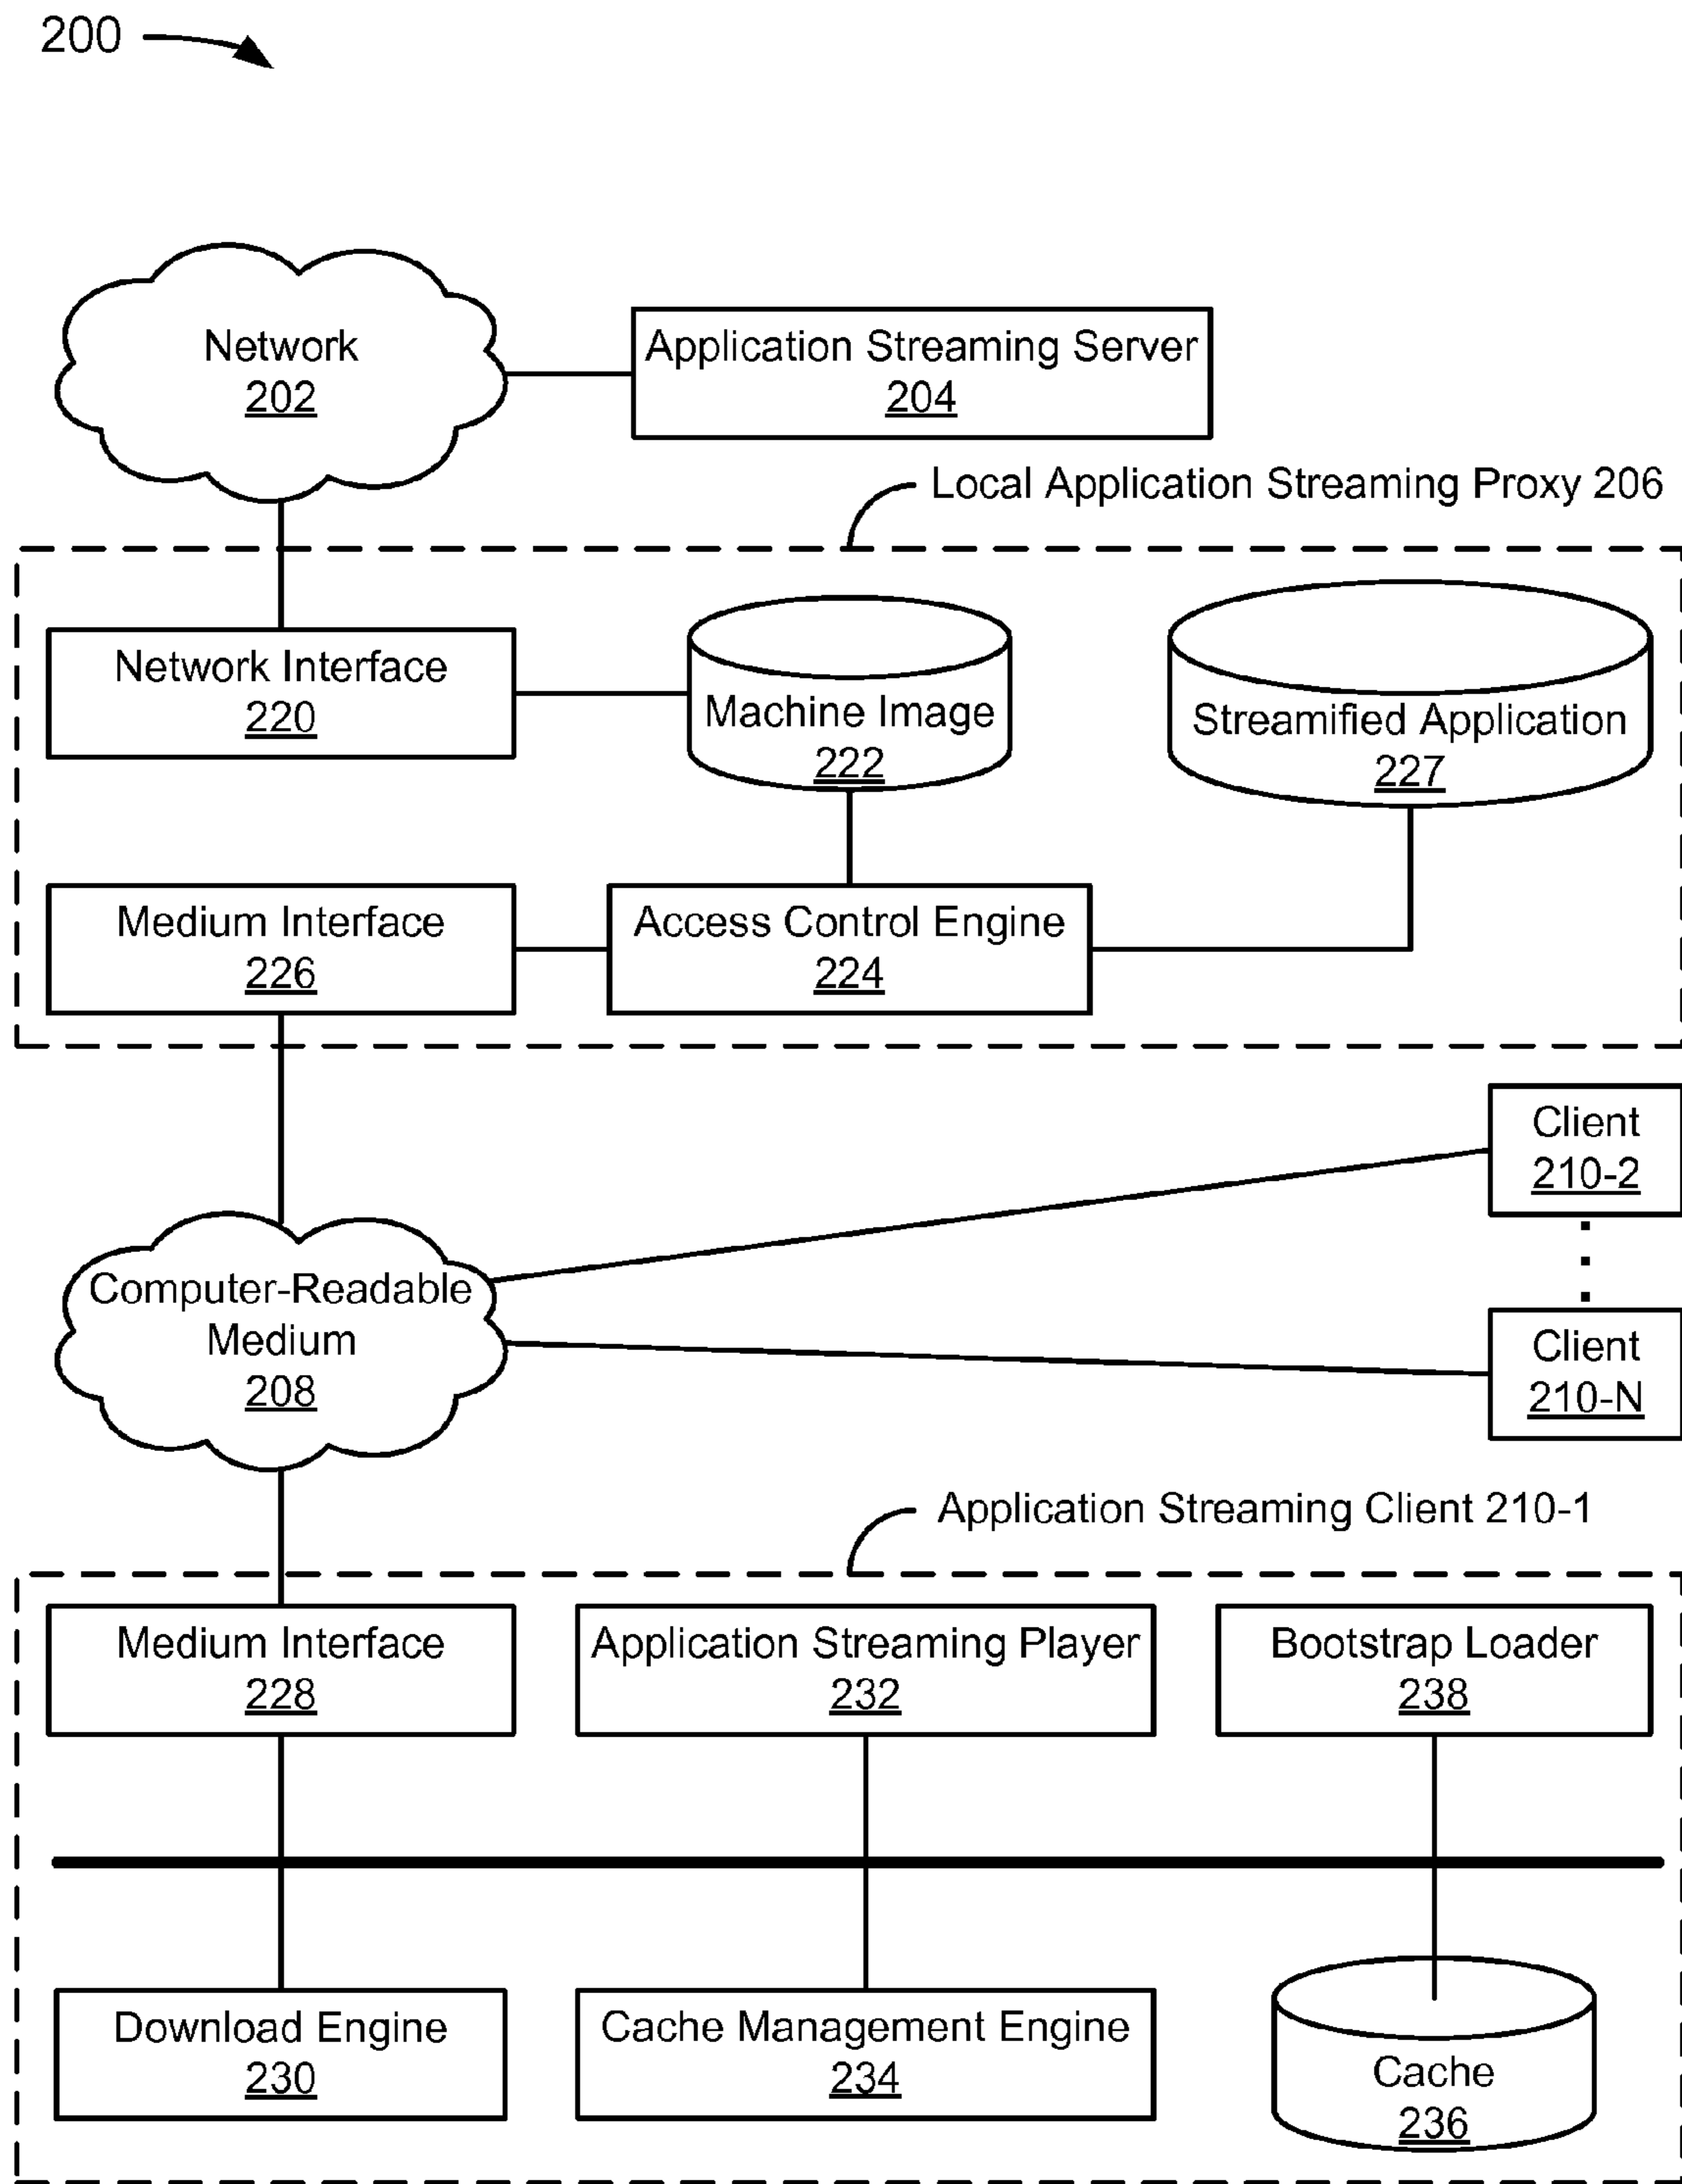 200
Network
202
Application Streaming Server
204
Local Application Streaming Proxy 206
Network Interface
220
Machine Image
222
Streamified Application
227
Medium Interface
226
Access Control Engine
224
Client
210-2
Computer-Readable
Medium
208
Client
210-N
Application Streaming Client 210-1
Medium Interface
228
Application Streaming Player
232
Bootstrap Loader
238
Download Engine
230
Cache Management Engine
234
Cache
236